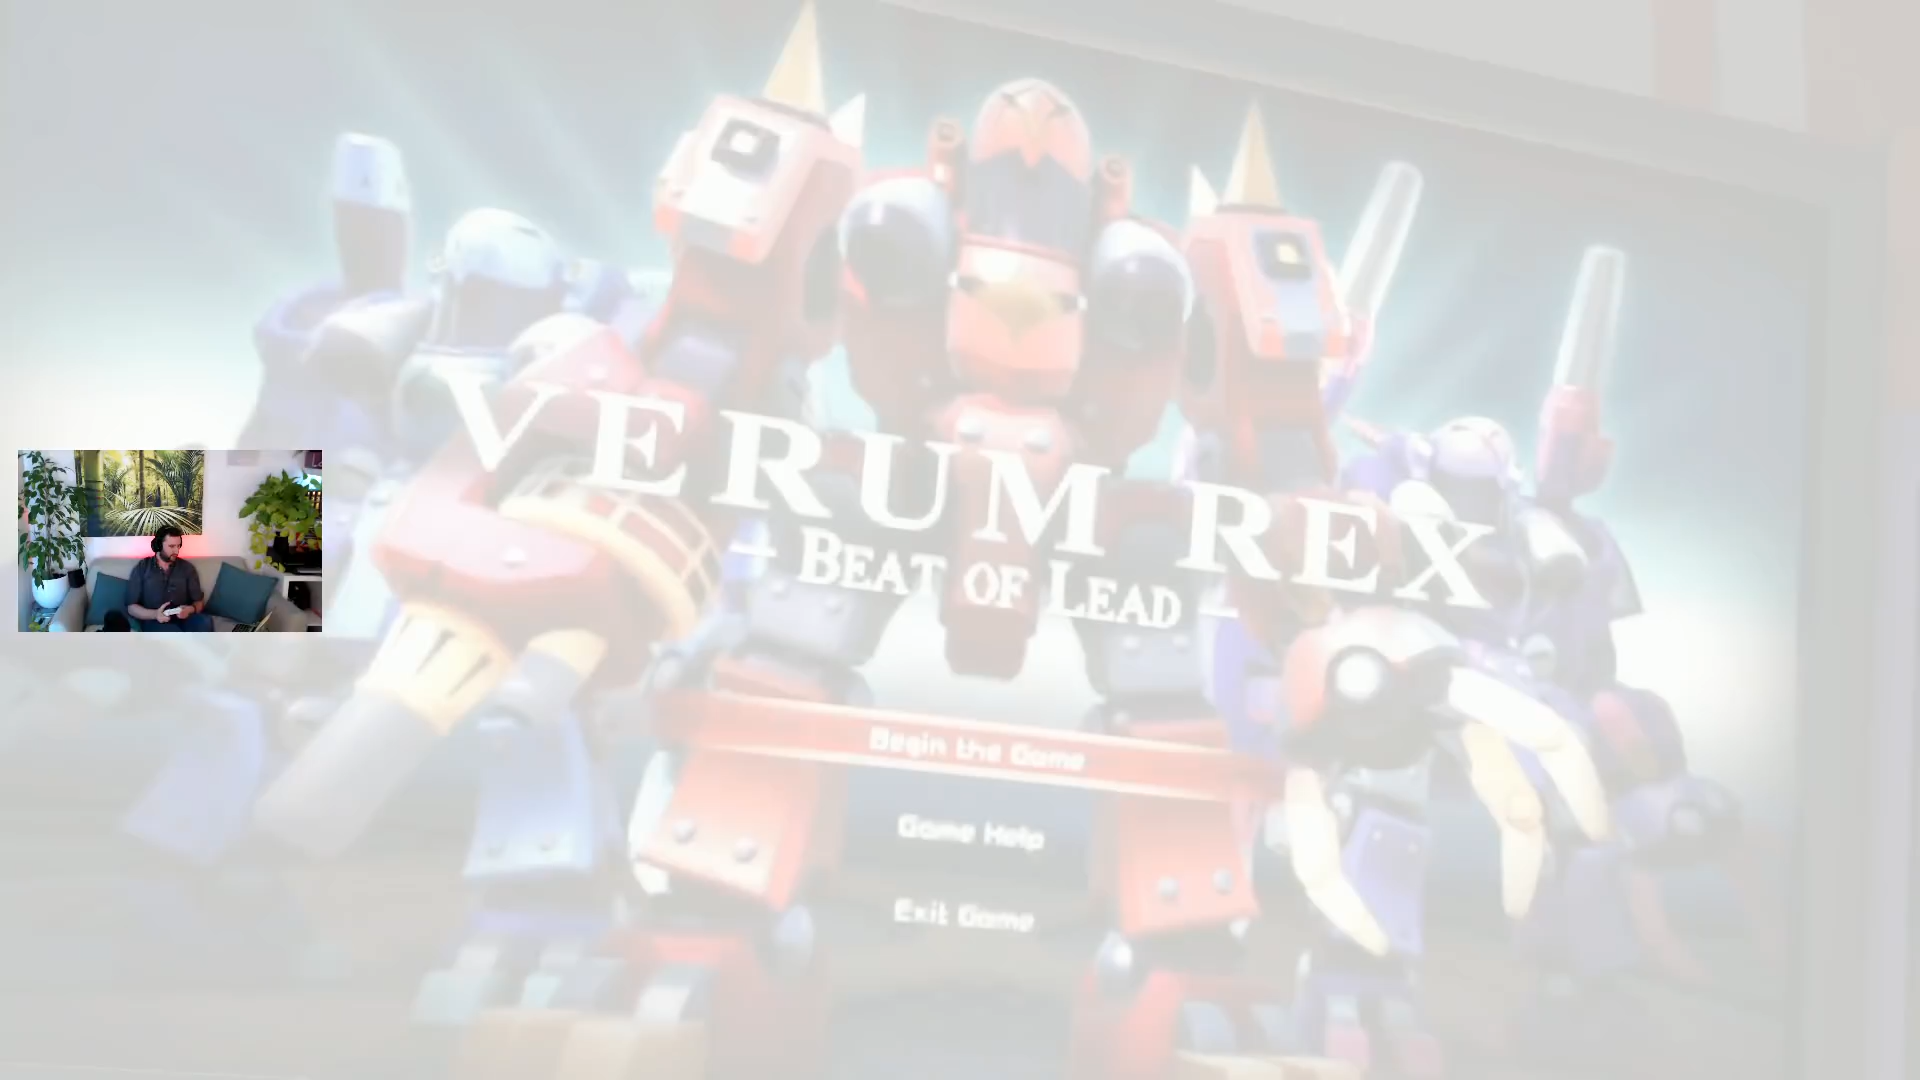 VERUM REX
BEAT OF LEAD
Begin the Game
Game Help
Exit Game